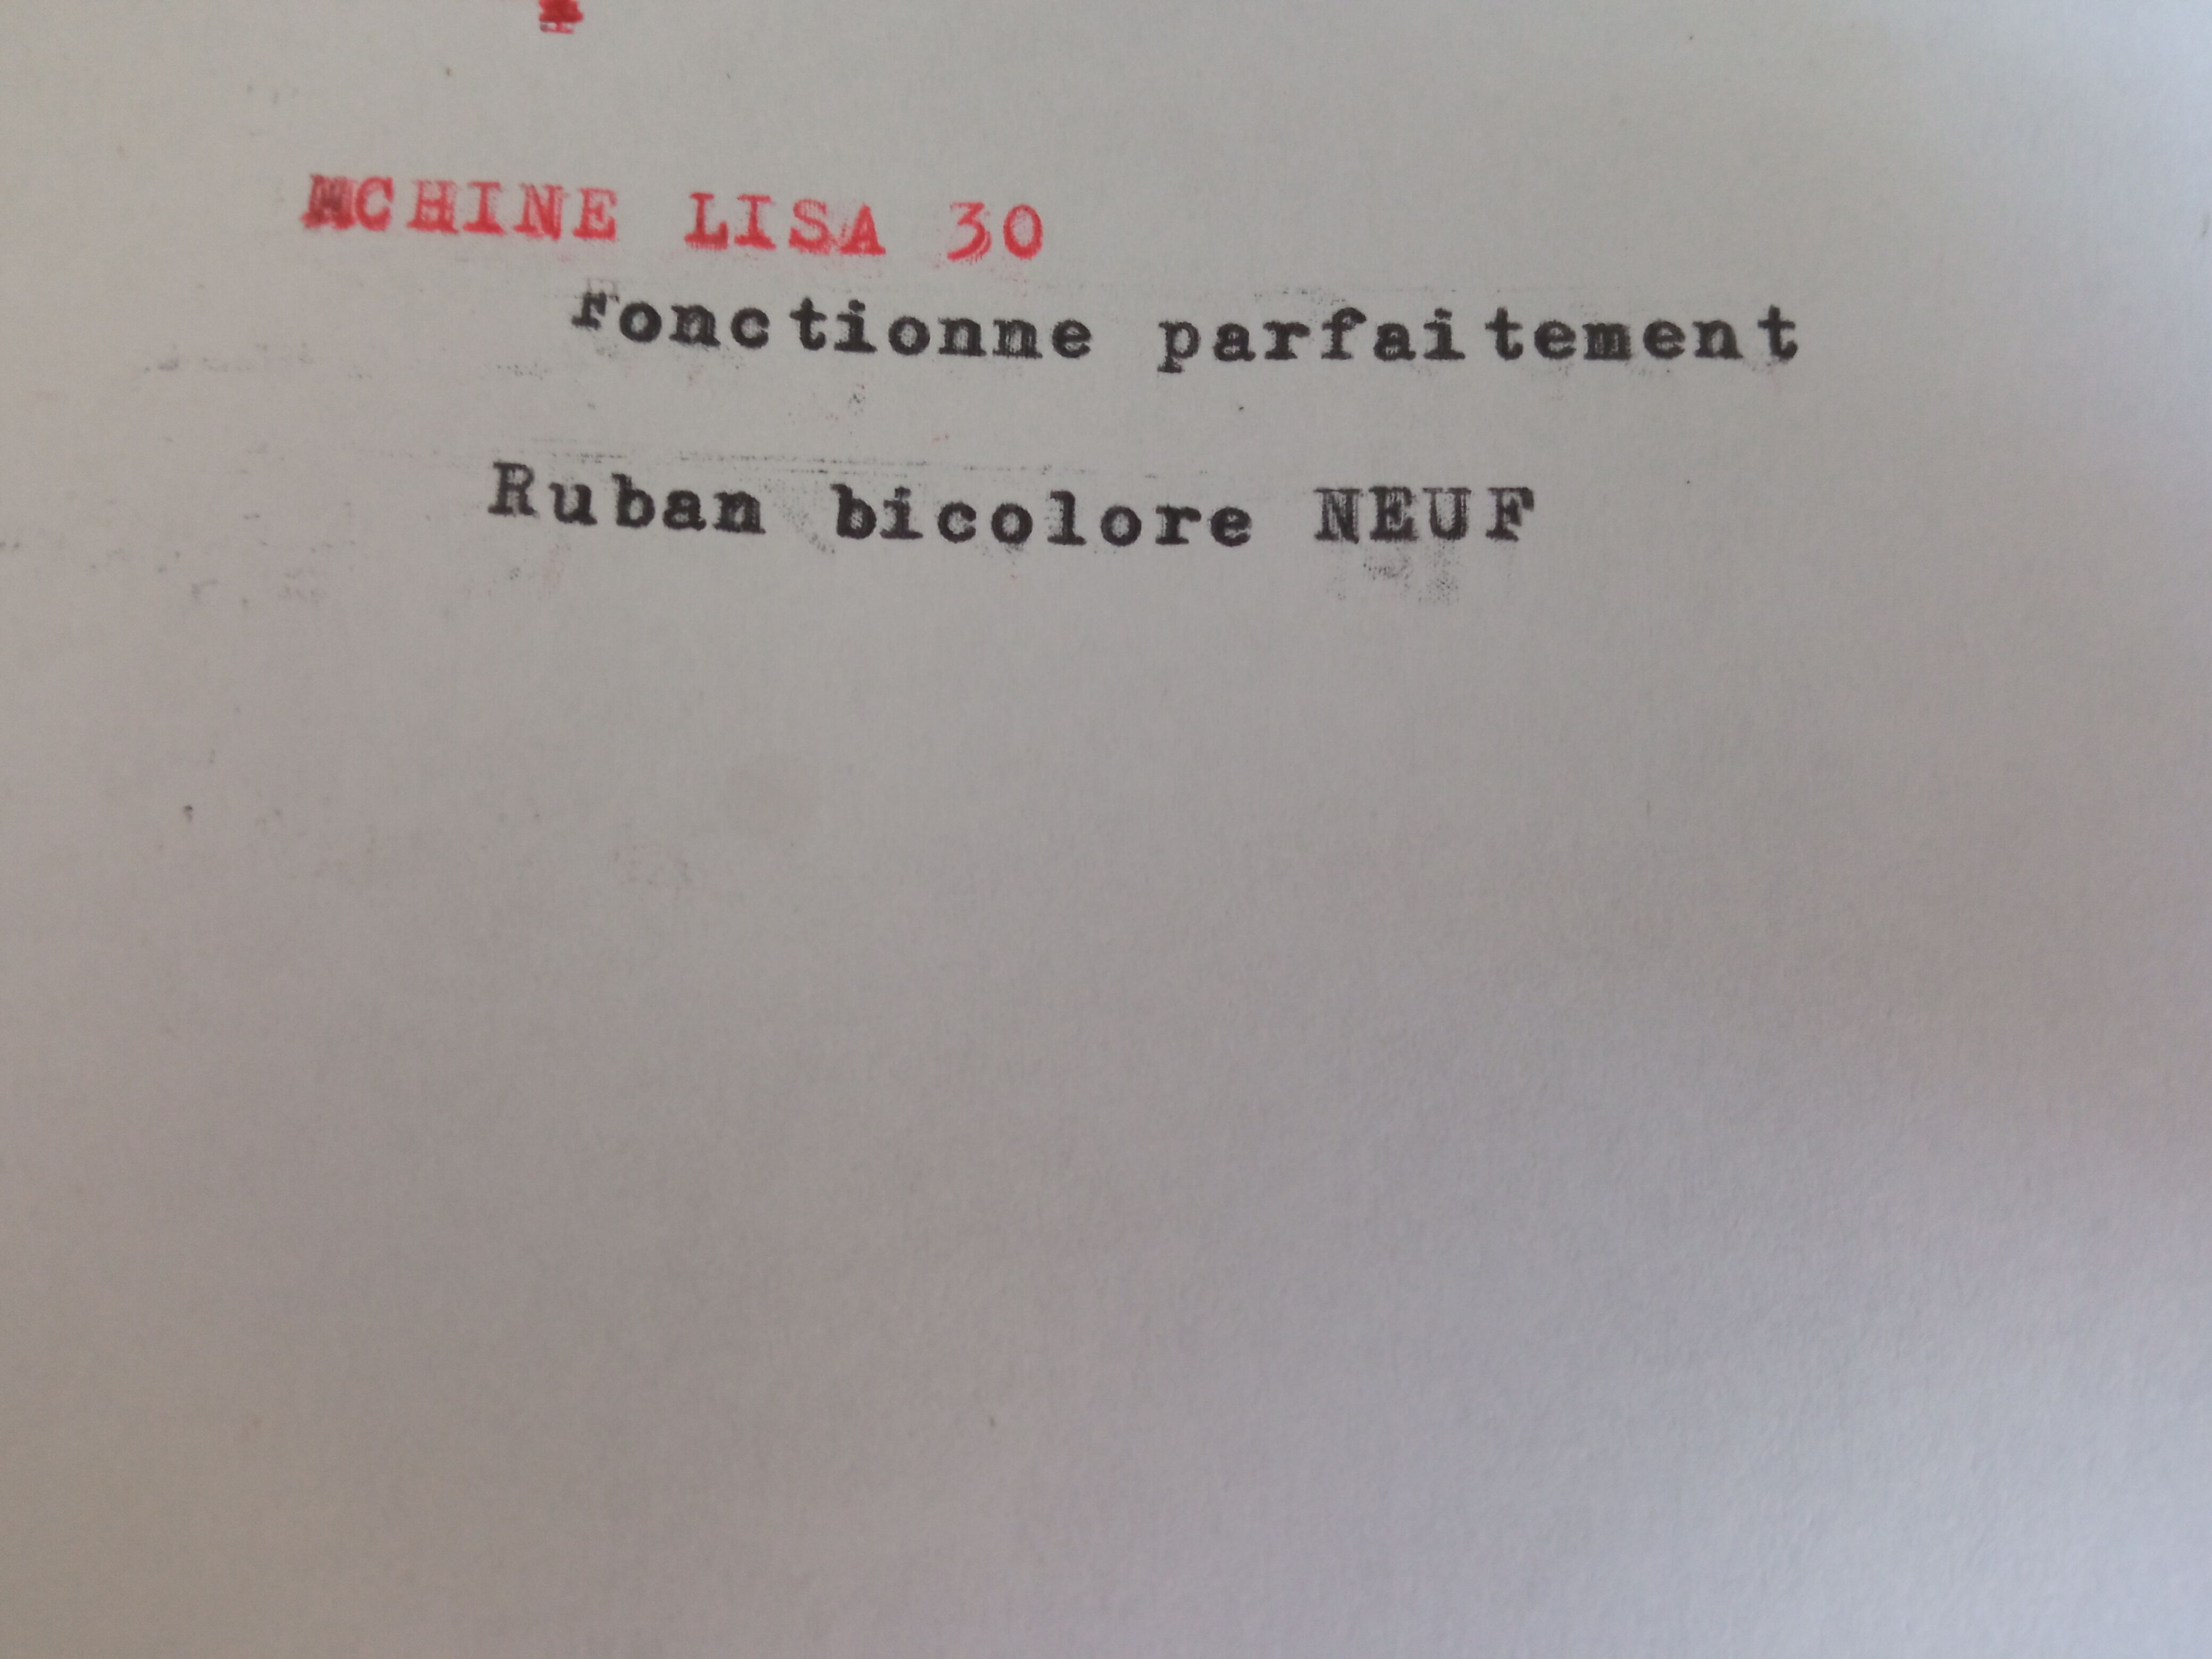 MCHINE LISA 30
Fonctionne parfaitement
Ruban bicolore NEUF